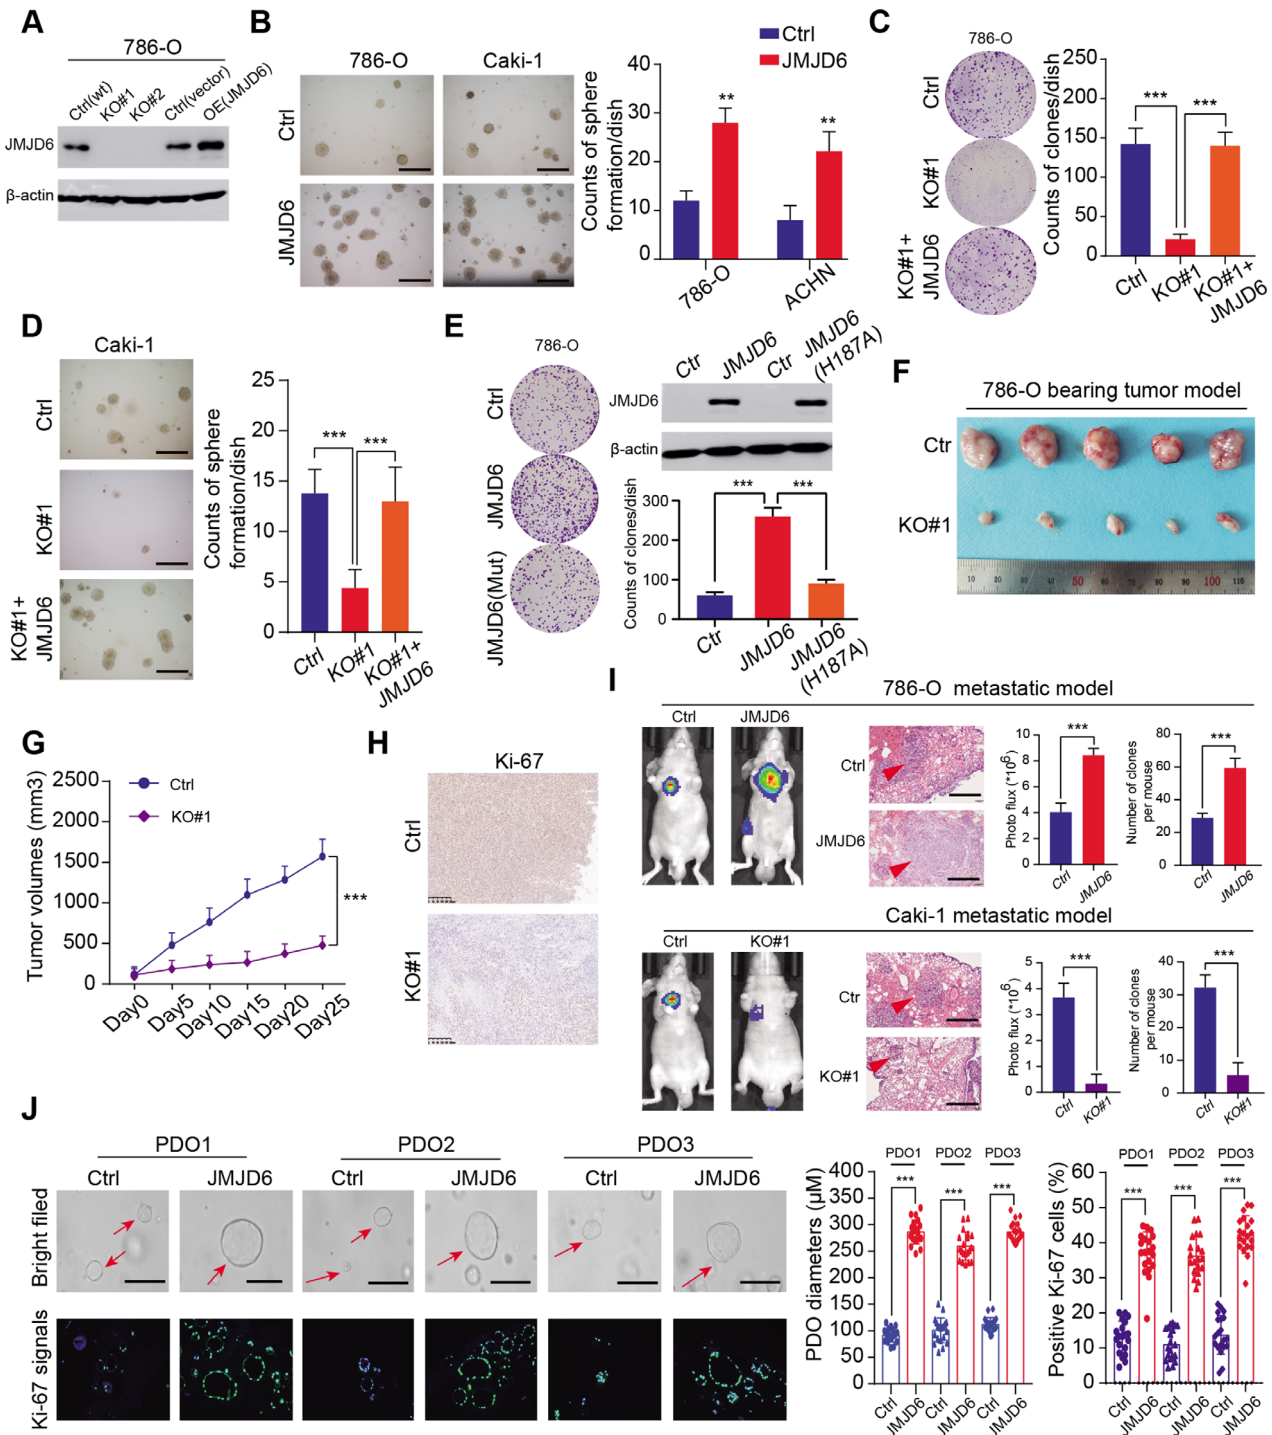 A
786-O
Ctrl(wt)
KO#1
KO#2
Ctrl(vector)
OE(JMJD6)
JMJD6
β-actin
B
786-O
Caki-1
Ctrl
JMJD6
Ctrl
JMJD6
Counts of sphere
formation/dish
40
30
20
10
0
**
**
786-O
ACHN
C
786-O
Ctrl
KO#1
KO#1+
JMJD6
Counts of clones/dish
250
200
150
100
50
0
***
***
Ctrl
KO#1
KO#1+
JMJD6
D
Caki-1
Ctrl
KO#1
KO#1+
JMJD6
Counts of sphere
formation/dish
25
20
15
10
5
0
***
***
Ctrl
KO#1
KO#1+
JMJD6
E
786-O
Ctrl
JMJD6
JMJD6(Mut)
Ctr
JMJD6
Ctr
JMJD6
(H187A)
JMJD6
β-actin
Counts of clones/dish
300
200
100
0
***
***
Ctr
JMJD6
JMJD6
(H187A)
F
786-O bearing tumor model
Ctr
KO#1
10 20 30 40 50 60 70 80 90 100 110
G
Tumor volumes (mm3)
2500
2000
1500
1000
500
0
Ctrl
KO#1
***
Day0
Day5
Day10
Day15
Day20
Day25
H
Ki-67
Ctrl
KO#1
I
786-O metastatic model
Ctrl
JMJD6
Ctrl
JMJD6
Photo flux (*10⁶)
10
8
6
4
2
0
***
Ctrl
JMJD6
Number of clones
per mouse
80
60
40
20
0
***
Ctrl
JMJD6
Caki-1 metastatic model
Ctrl
KO#1
Ctr
KO#1
Photo flux (*10⁶)
5
4
3
2
1
0
***
Ctrl
KO#1
Number of clones
per mouse
40
30
20
10
0
***
Ctrl
KO#1
J
PDO1
PDO2
PDO3
Ctrl
JMJD6
Ctrl
JMJD6
Ctrl
JMJD6
Bright filed
Ki-67 signals
PDO diameters (µM)
400
350
300
250
200
150
100
50
0
PDO1
PDO2
PDO3
***
***
***
Ctrl
JMJD6
Ctrl
JMJD6
Ctrl
JMJD6
Positive Ki-67 cells (%)
60
50
40
30
20
10
0
PDO1
PDO2
PDO3
***
***
***
Ctrl
JMJD6
Ctrl
JMJD6
Ctrl
JMJD6